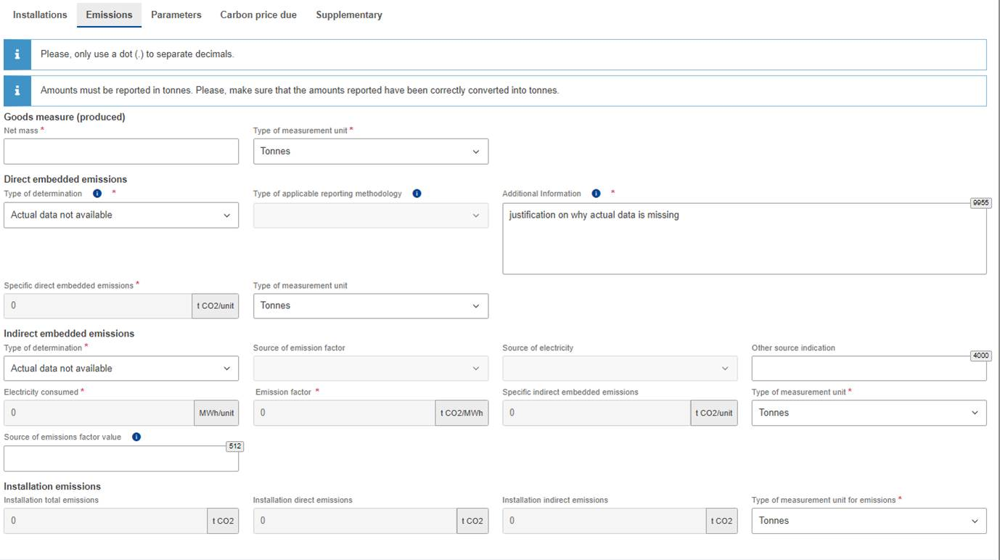 Installations Emissions Parameters Carbon price due Supplementary
i Please, only use a dot (.) to separate decimals.
i Amounts must be reported in tonnes. Please, make sure that the amounts reported have been correctly converted into tonnes.
Goods measure (produced)
Net mass * Type of measurement unit *
Tonnes
Direct embedded emissions
Type of determination i * Type of applicable reporting methodology i Additional Information i *
9955
Actual data not available justification on why actual data is missing
Specific direct embedded emissions * Type of measurement unit
0 t CO2/unit Tonnes
Indirect embedded emissions
Type of determination * Source of emission factor Source of electricity Other source indication
4000
Actual data not available
Electricity consumed * Emission factor * Specific indirect embedded emissions Type of measurement unit *
0 MWh/unit 0 t CO2/MWh 0 t CO2/unit Tonnes
Source of emissions factor value i
512
Installation emissions
Installation total emissions Installation direct emissions Installation indirect emissions Type of measurement unit for emissions *
0 t CO2 0 t CO2 0 t CO2 Tonnes